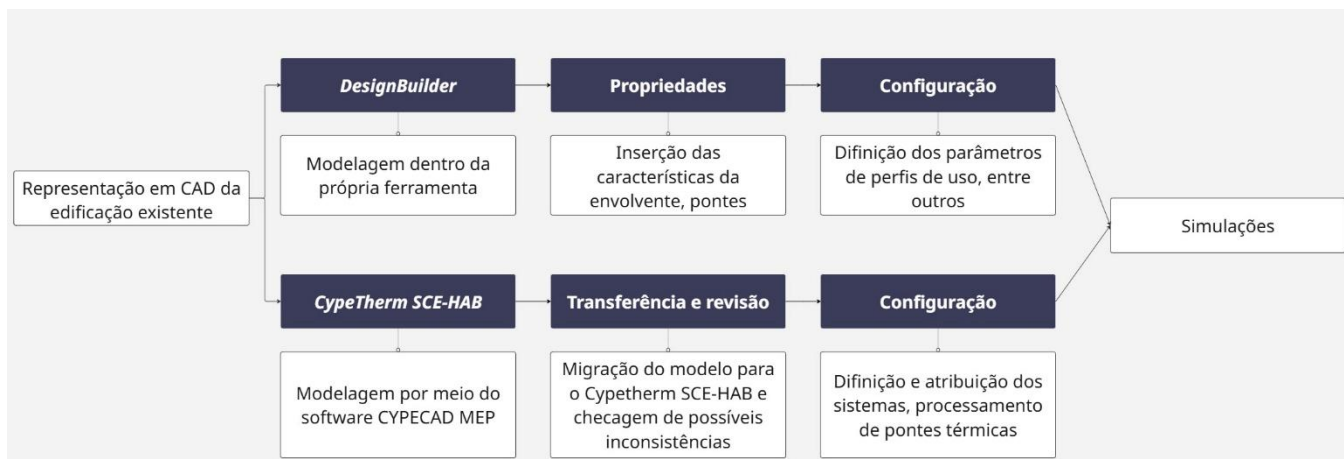 Representação em CAD da
edificação existente
DesignBuilder
Modelagem dentro da
própria ferramenta
Propriedades
Inserção das
características da
envolvente, pontes
Configuração
Difinição dos parâmetros
de perfis de uso, entre
outros
CypeTherm SCE-HAB
Modelagem por meio do
software CYPECAD MEP
Transferência e revisão
Migração do modelo para
o Cypetherm SCE-HAB e
checagem de possíveis
inconsistências
Configuração
Difinição e atribuição dos
sistemas, processamento
de pontes térmicas
Simulações